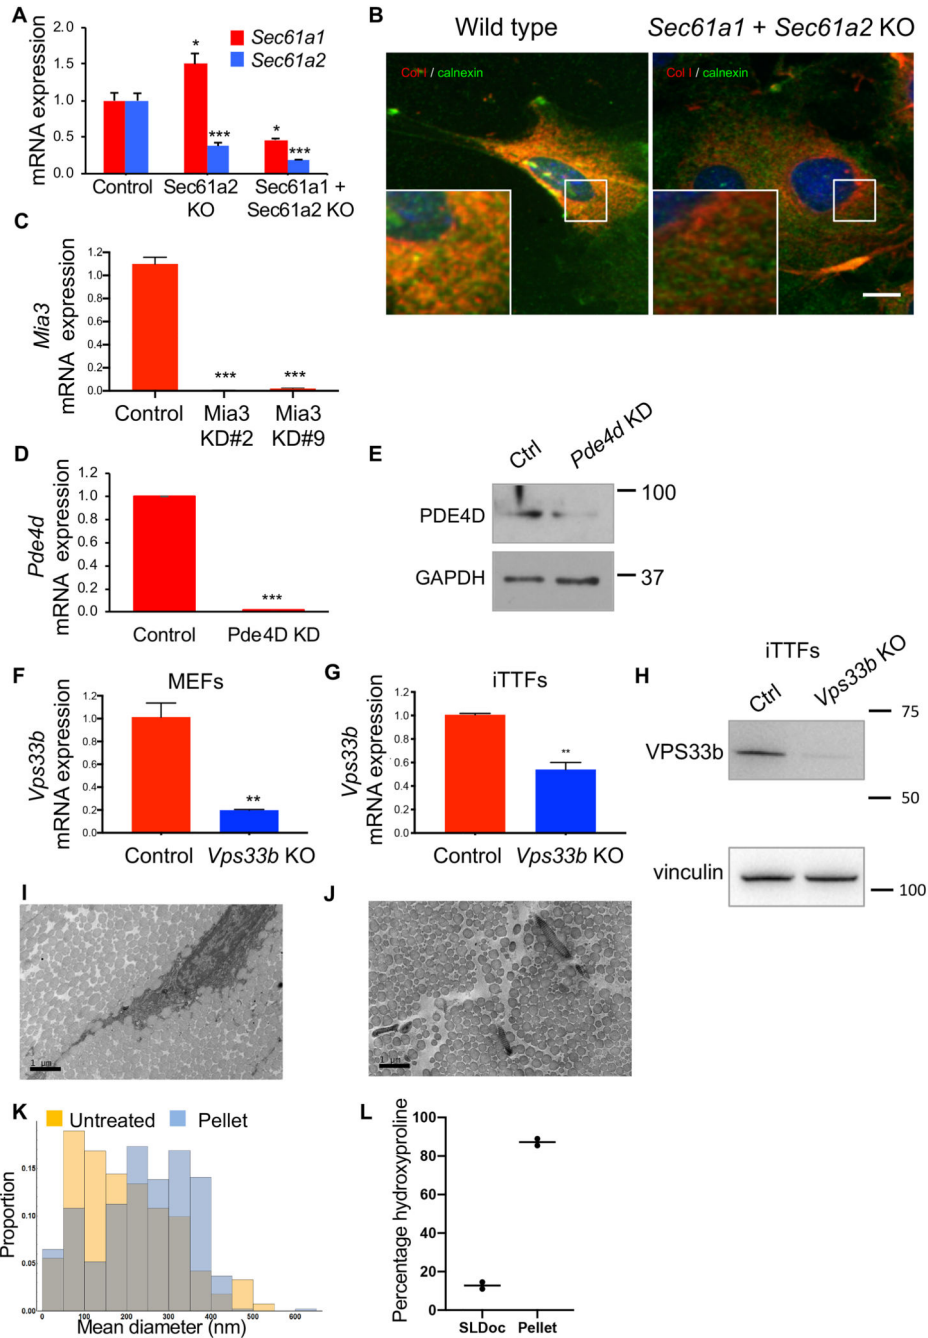 A
mRNA expression
2.0
1.5
1.0
0.5
0.0
*
***
*
***
Sec61a1
Sec61a2
Control
Sec61a2
KO
Sec61a1 +
Sec61a2 KO
B
Wild type
Sec61a1 + Sec61a2 KO
Col I / calnexin
Col I / calnexin
C
Mia3
mRNA expression
1.2
1.0
1.2
0.6
0.4
0.2
0.0
***
***
Control
Mia3
KD#2
Mia3
KD#9
D
Pde4d
mRNA expression
1.2
1.0
0.8
0.6
0.4
0.2
0.0
***
Control
Pde4D KD
E
Ctrl
Pde4d KD
PDE4D
100
GAPDH
37
F
MEFs
Vps33b
mRNA expression
1.2
1.0
0.8
0.6
0.4
0.2
0.0
**
Control
Vps33b KO
G
iTTFs
Vps33b
mRNA expression
1.2
1.0
0.8
0.6
0.4
0.2
0.0
**
Control
Vps33b KO
H
iTTFs
Ctrl
Vps33b KO
75
VPS33b
50
vinculin
100
I
1 µm
J
1 µm
K
Untreated
Pellet
Proportion
0.15
0.10
0.05
0.00
0
100
200
300
400
500
600
Mean diameter (nm)
L
Percentage hydroxyproline
100
80
60
40
20
0
SLDoc
Pellet